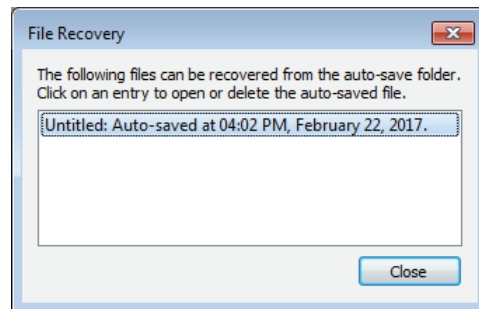 File Recovery
The following files can be recovered from the auto-save folder.
Click on an entry to open or delete the auto-saved file.
Untitled: Auto-saved at 04:02 PM, February 22, 2017.
Close